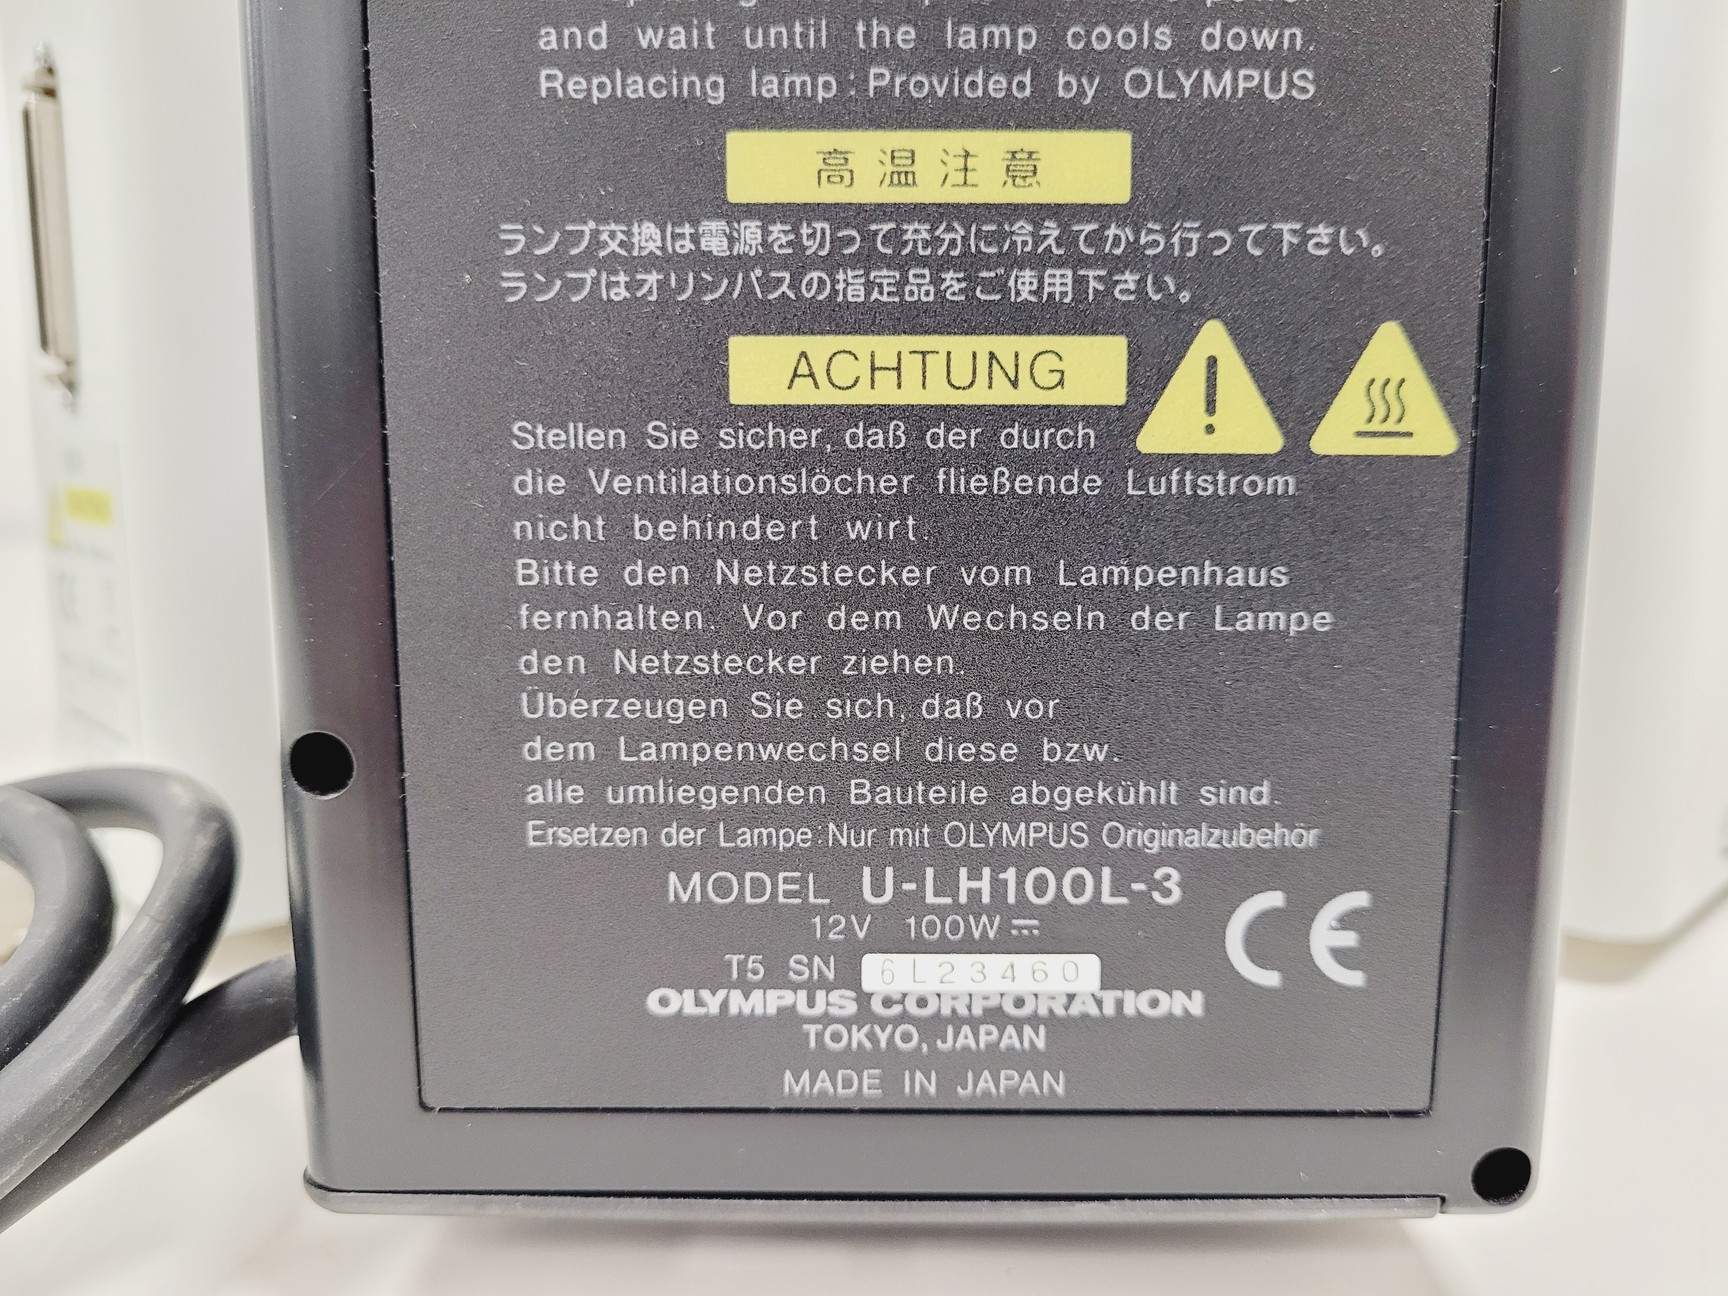 and wait until the lamp cools down.
Replacing lamp:Provided by OLYMPUS
高温注意
ランプ交換は電源を切って充分に冷えてから行って下さい。
ランプはオリンパスの指定品をご使用下さい。
ACHTUNG
Stellen Sie sicher, daß der durch
die Ventilationslöcher fließende Luftstrom
nicht behindert wirt.
Bitte den Netzstecker vom Lampenhaus
fernhalten. Vor dem Wechseln der Lampe
den Netzstecker ziehen.
Überzeugen Sie sich, daß vor
dem Lampenwechsel diese bzw.
alle umliegenden Bauteile abgekühlt sind.
Ersetzen der Lampe:Nur mit OLYMPUS Originalzubehör
MODEL U-LH100L-3
12V 100W
CE
T5 SN 6L23460
OLYMPUS CORPORATION
TOKYO, JAPAN
MADE IN JAPAN